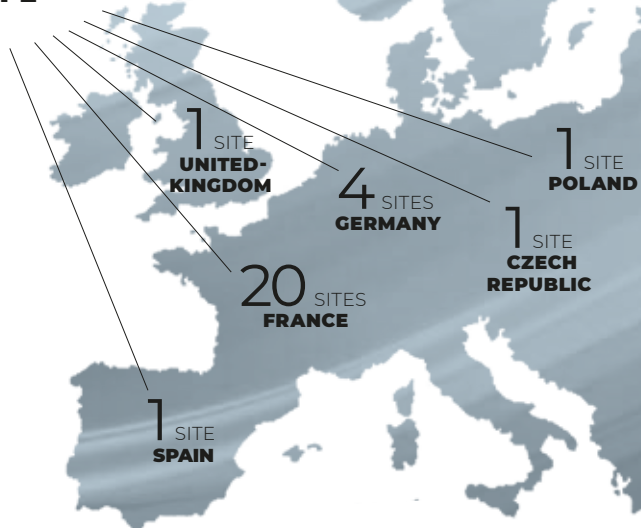 1 SITE
UNITED-
KINGDOM
1 SITE
POLAND
4 SITES
GERMANY
1 SITE
CZECH
REPUBLIC
20 SITES
FRANCE
1 SITE
SPAIN